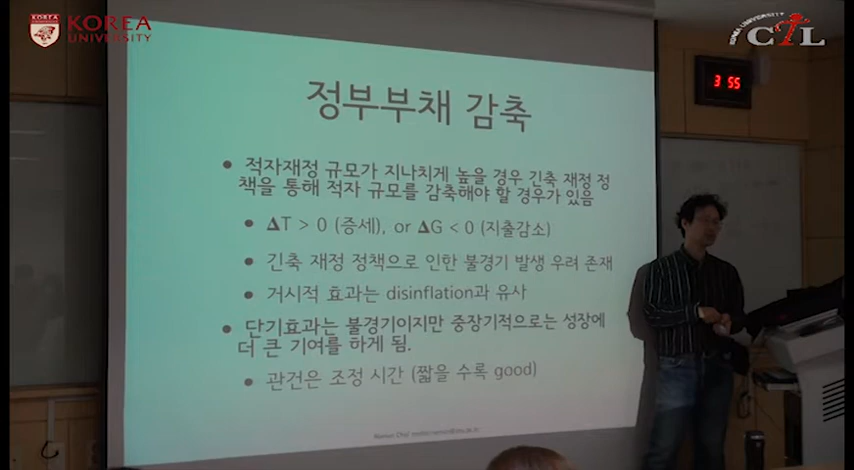 KOREA
UNIVERSITY
KOREA UNIVERSITY
CTL
3 55
정부부채 감축
• 적자재정 규모가 지나치게 높을 경우 긴축 재정 정
책을 통해 적자 규모를 감축해야 할 경우가 있음
• ΔT > 0 (증세), or ΔG < 0 (지출감소)
• 긴축 재정 정책으로 인한 불경기 발생 우려 존재
• 거시적 효과는 disinflation과 유사
• 단기효과는 불경기이지만 중장기적으로는 성장에
더 큰 기여를 하게 됨.
• 관건은 조정 시간 (짧을 수록 good)